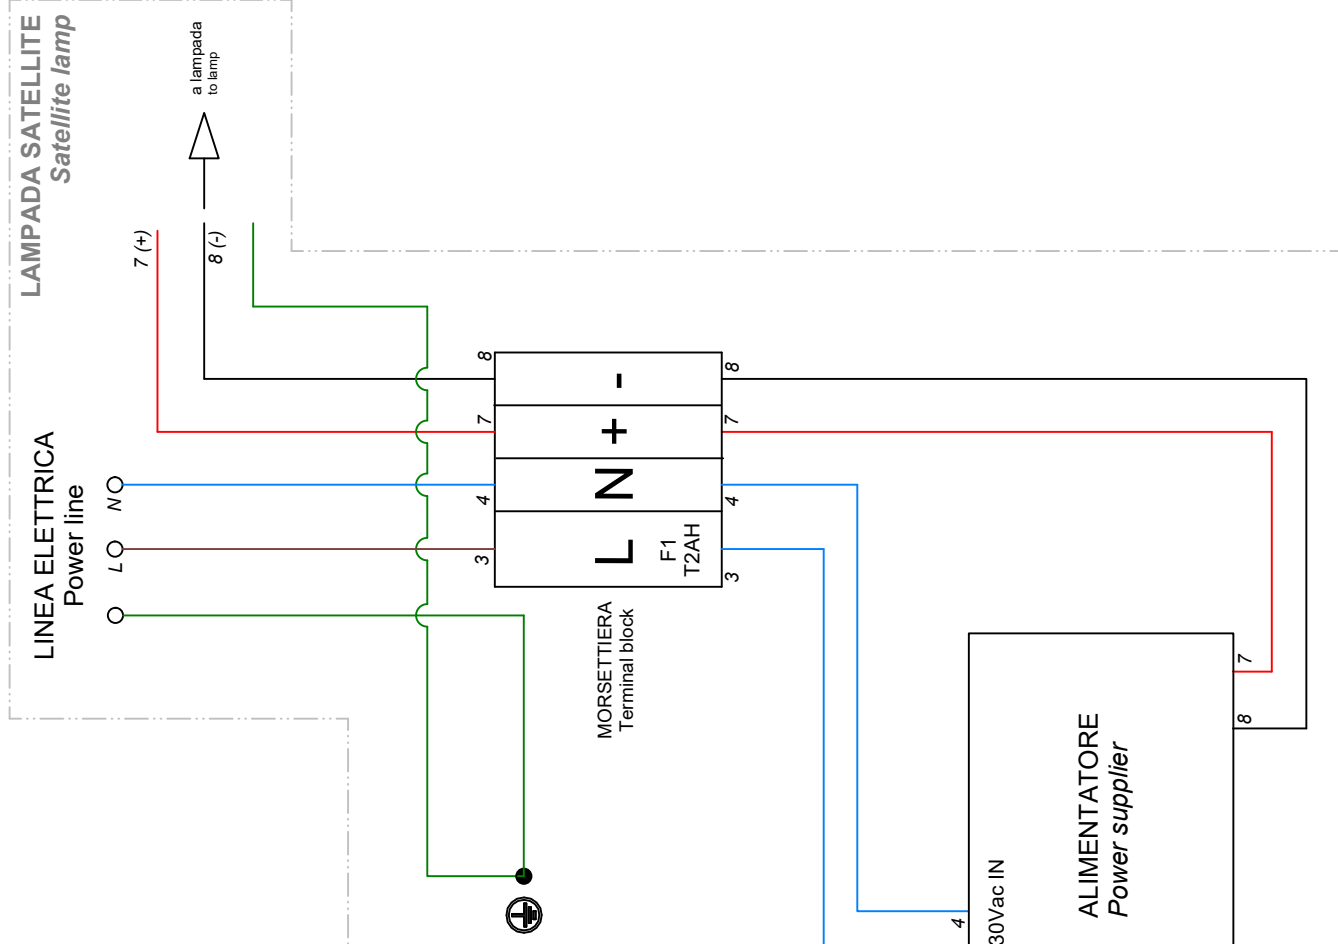 LAMPADA SATELLITE
Satellite lamp
a lampada
to lamp
7 (+)
8 (-)
LINEA ELETTRICA
Power line
N
L
8
7
4
3
-
+
N
L
F1
T2AH
8
7
4
3
MORSETTIERA
Terminal block
7
8
ALIMENTATORE
Power supplier
4
30Vac IN